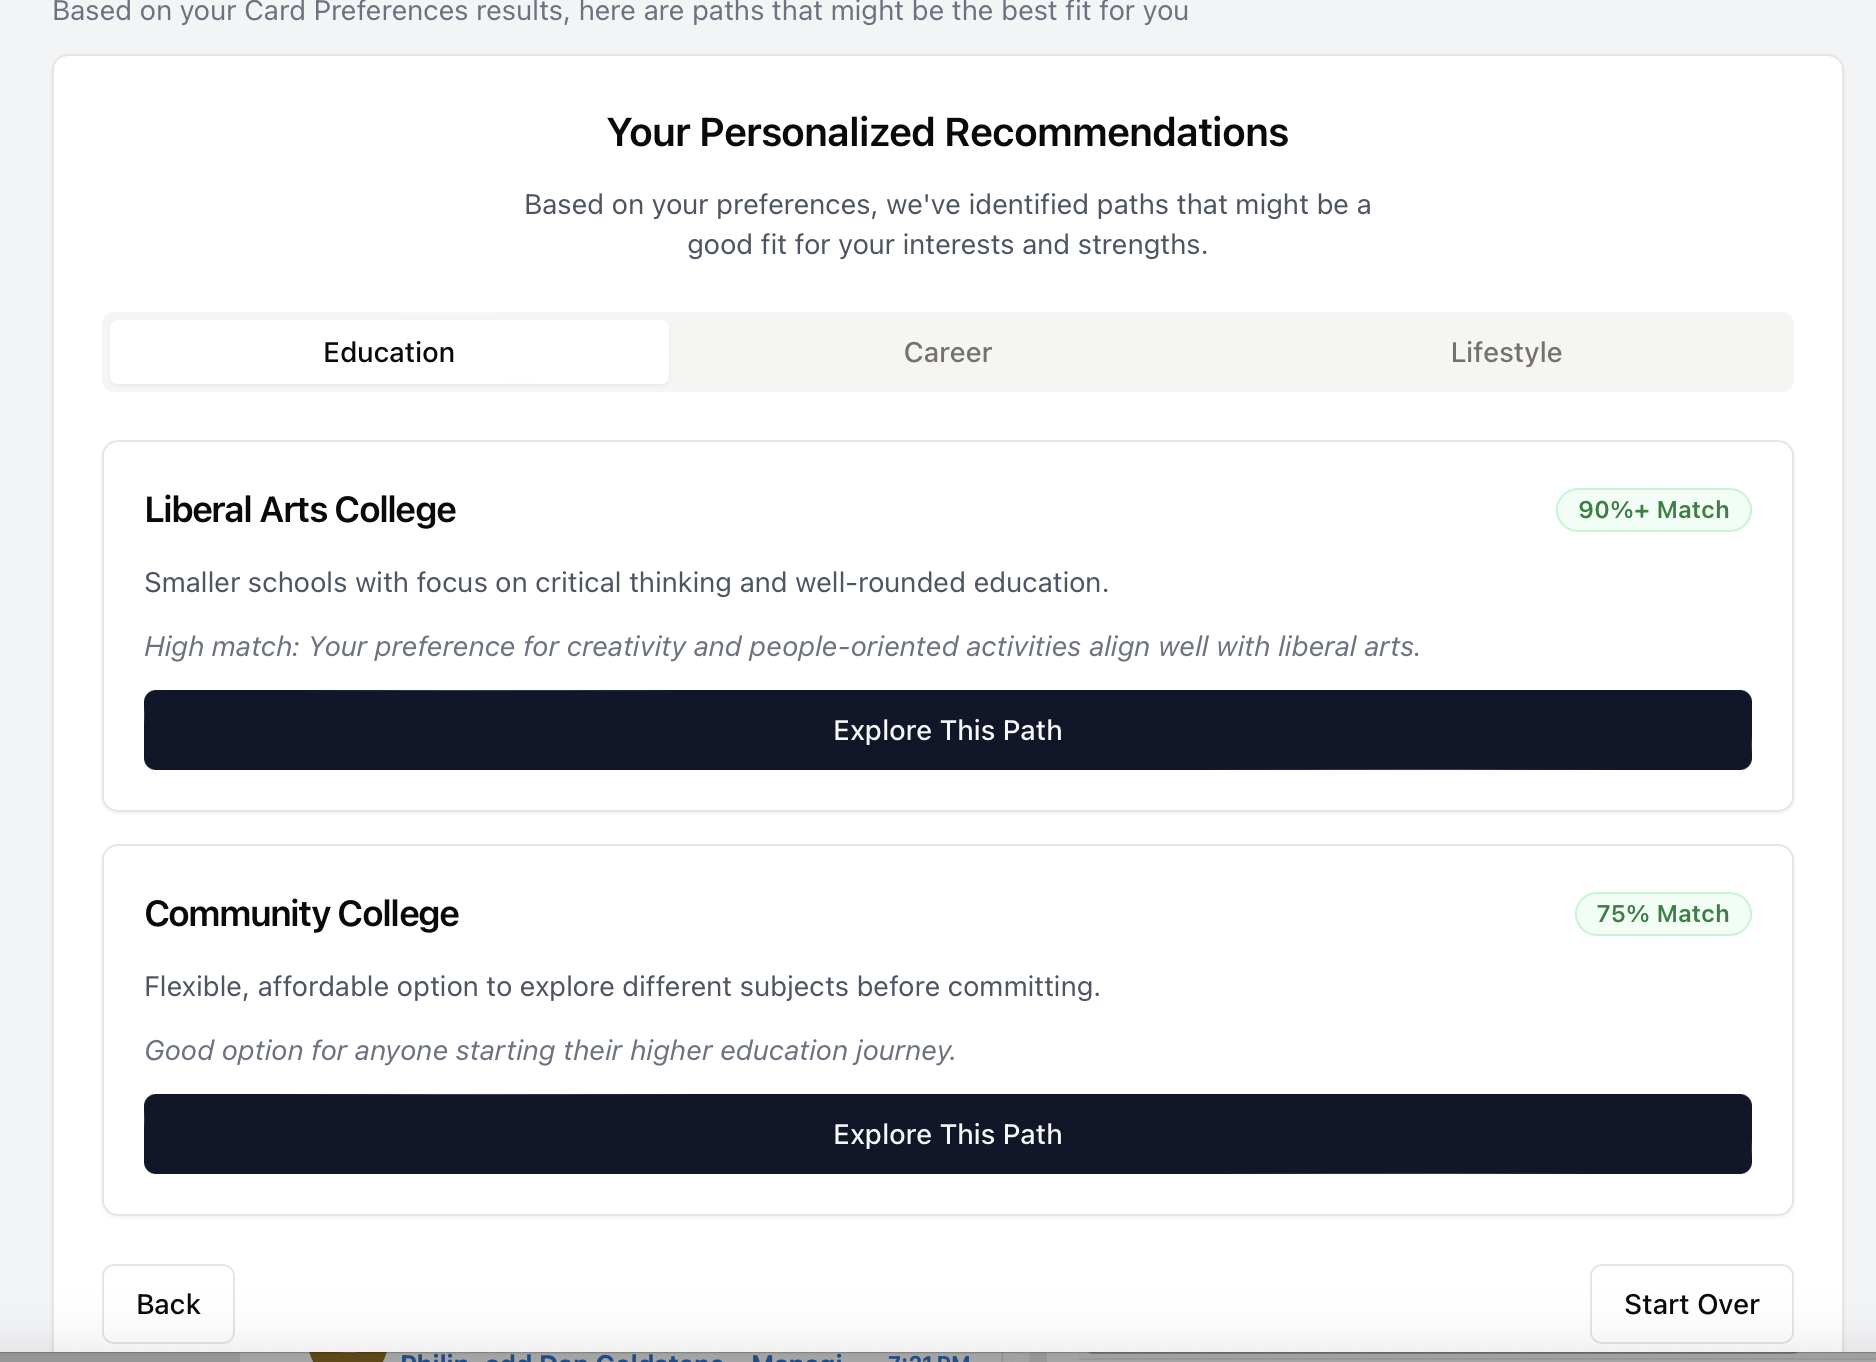 Based on your Card Preferences results, here are paths that might be the best fit for you
Your Personalized Recommendations
Based on your preferences, we've identified paths that might be a
good fit for your interests and strengths.
Education
Career
Lifestyle
Liberal Arts College
90%+ Match
Smaller schools with focus on critical thinking and well-rounded education.
High match: Your preference for creativity and people-oriented activities align well with liberal arts.
Explore This Path
Community College
75% Match
Flexible, affordable option to explore different subjects before committing.
Good option for anyone starting their higher education journey.
Explore This Path
Back
Start Over
7:21 PM